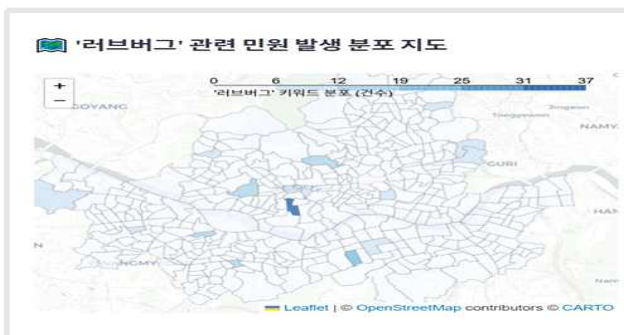 '러브버그' 관련 민원 발생 분포 지도
+
−
0 6 12 19 25 31 37
'러브버그' 키워드 분포 (건수)
GOYANG
NAMY
GURI
HAN
N
Leaflet | © OpenStreetMap contributors © CARTO